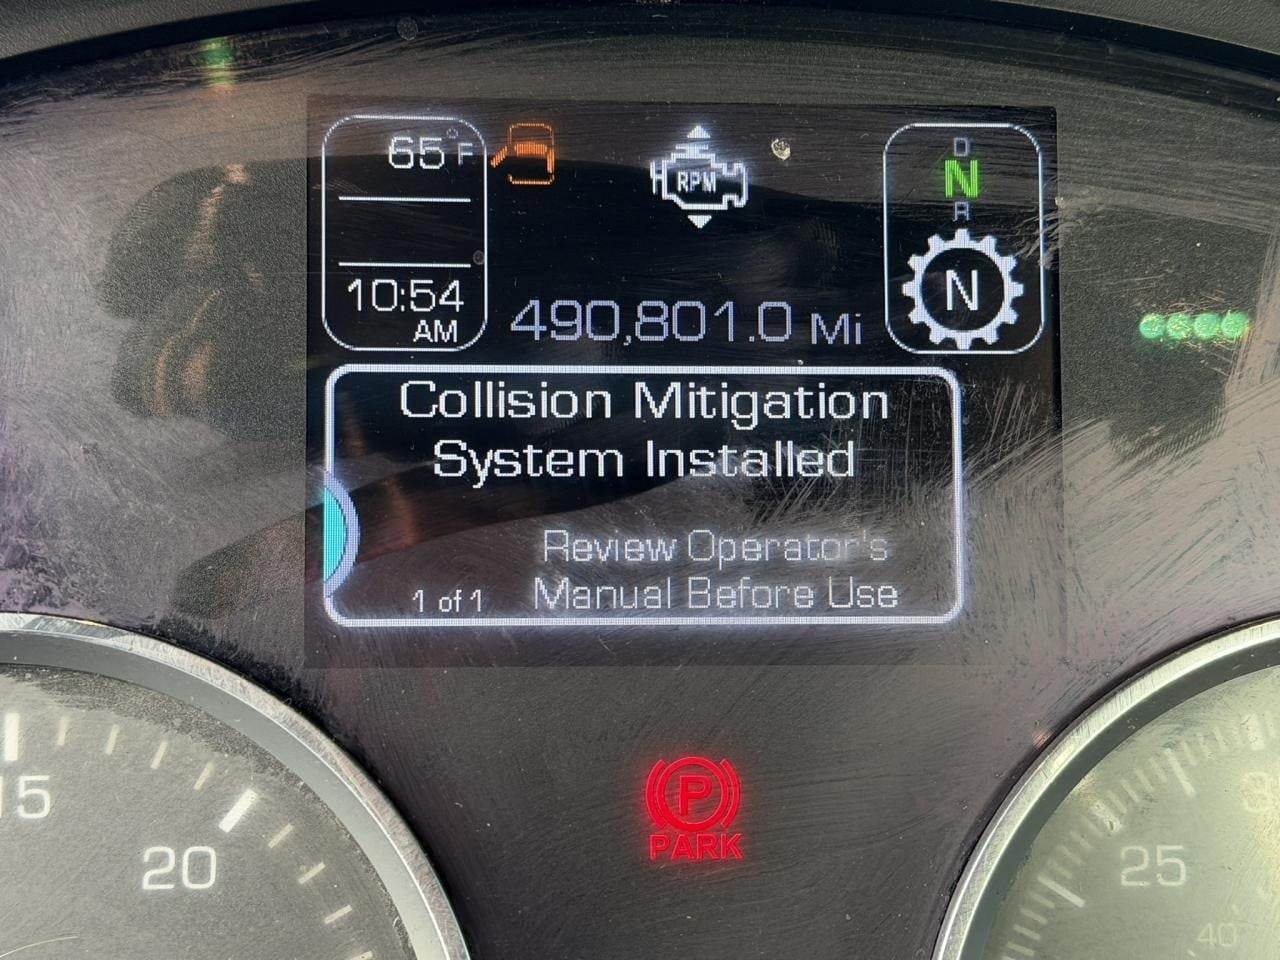 65°F
RPM
D
N
R
N
10:54
AM
490,801.0 Mi
Collision Mitigation
System Installed
Review Operator's
Manual Before Use
1 of 1
P
PARK
15
20
25
40